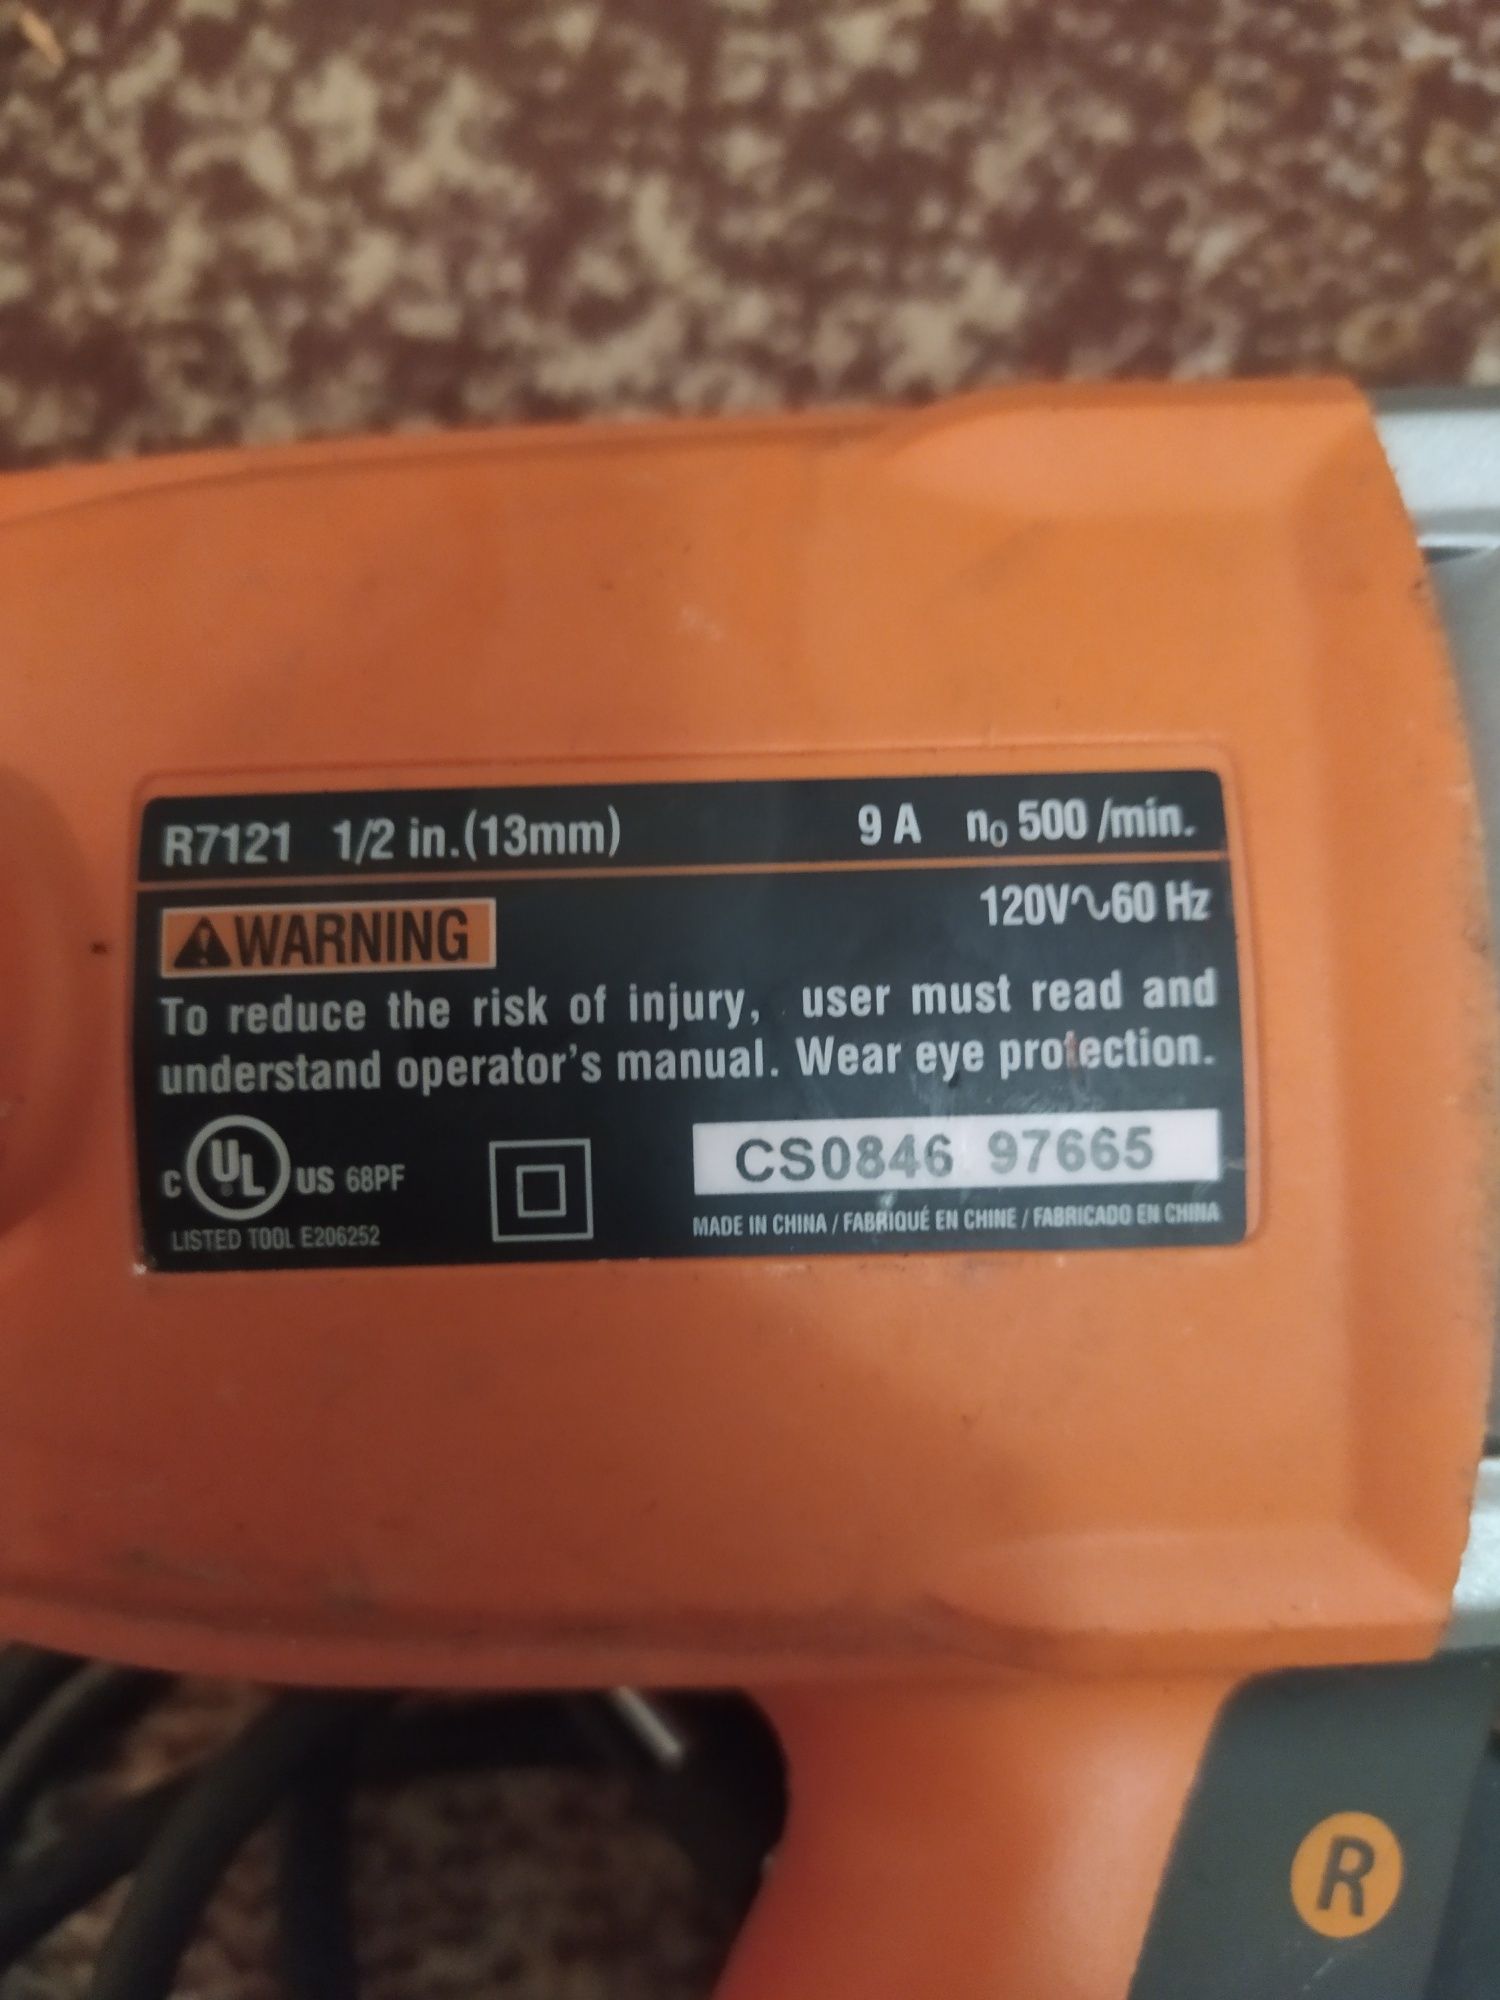 R7121 1/2 in.(13mm) 9 A n₀ 500 /min.
120V∿60 Hz
WARNING
To reduce the risk of injury, user must read and
understand operator's manual. Wear eye protection.
C UL US 68PF
LISTED TOOL E206252
CS0846 97665
MADE IN CHINA / FABRIQUÉ EN CHINE / FABRICADO EN CHINA
R